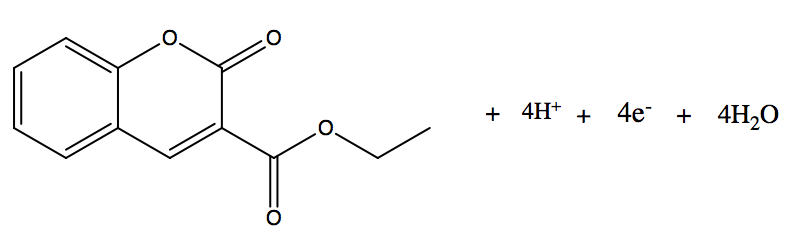 O O
O
+ 4H⁺ + 4e⁻ + 4H₂O
O